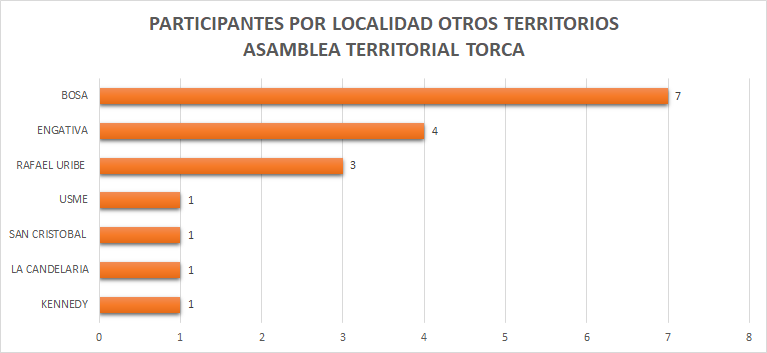 PARTICIPANTES POR LOCALIDAD OTROS TERRITORIOS
ASAMBLEA TERRITORIAL TORCA
BOSA 7
ENGATIVA 4
RAFAEL URIBE 3
USME 1
SAN CRISTOBAL 1
LA CANDELARIA 1
KENNEDY 1
0 1 2 3 4 5 6 7 8